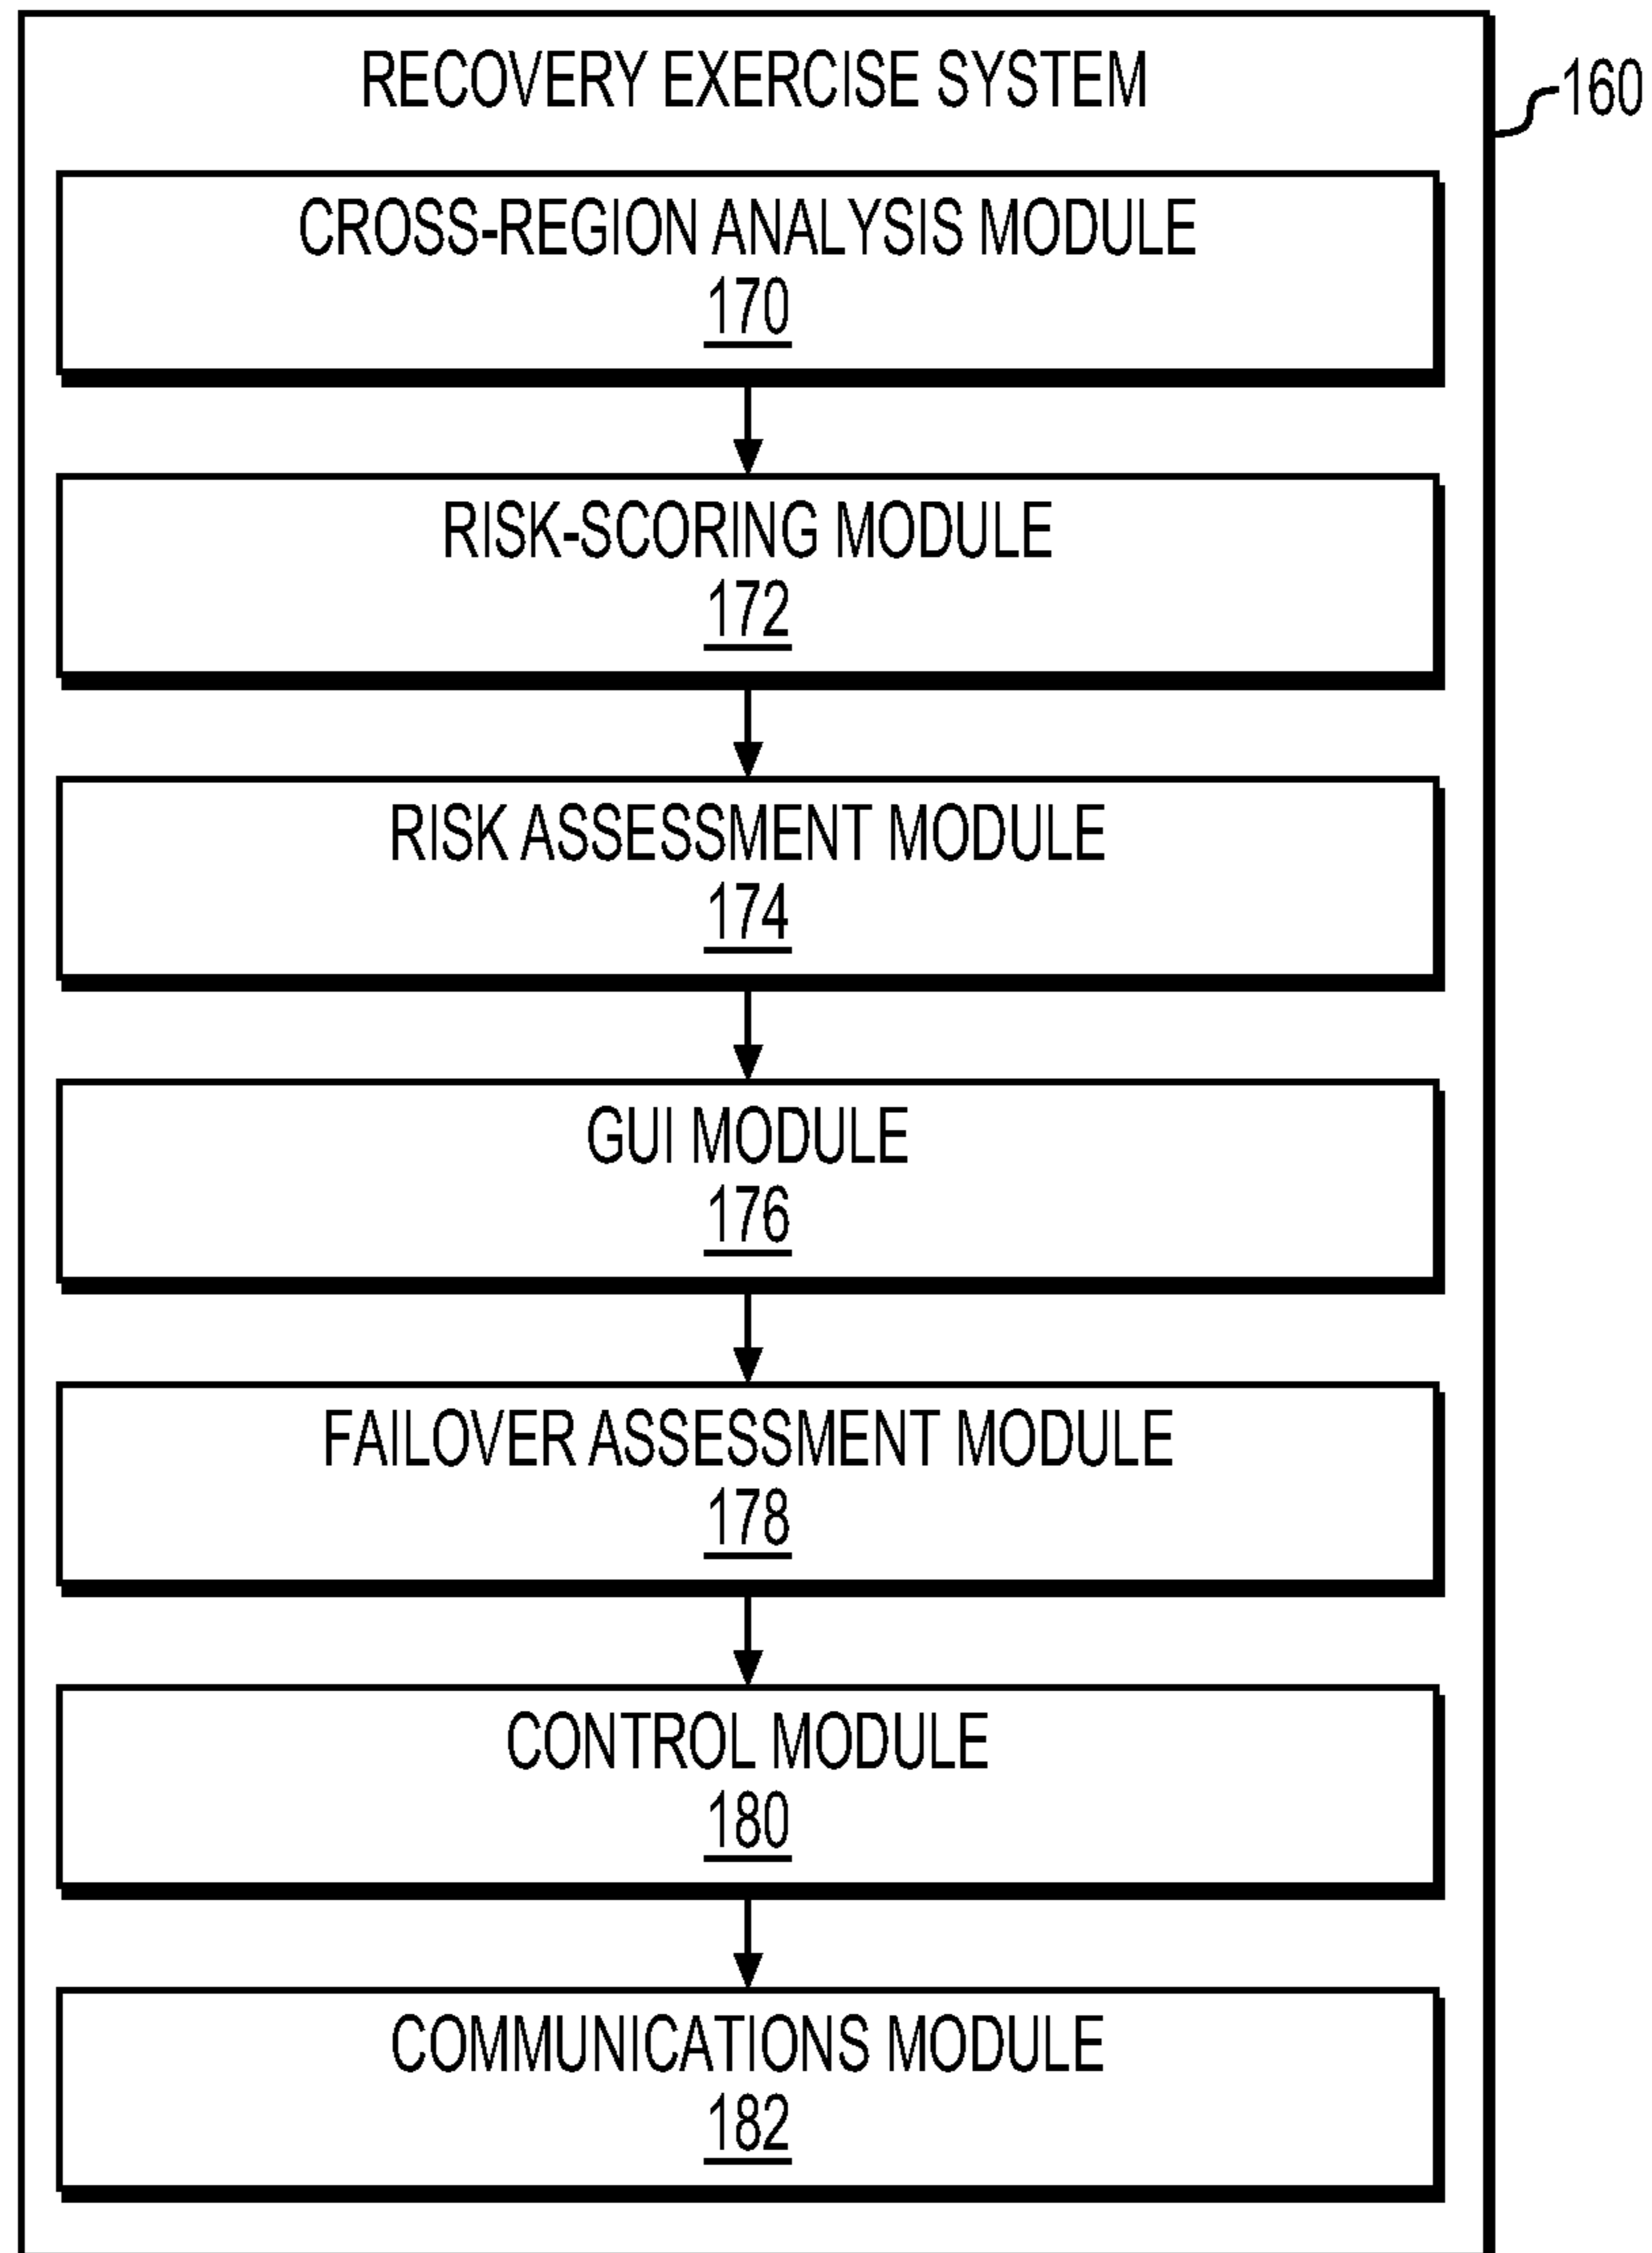 RECOVERY EXERCISE SYSTEM
160
CROSS-REGION ANALYSIS MODULE
170
RISK-SCORING MODULE
172
RISK ASSESSMENT MODULE
174
GUI MODULE
176
FAILOVER ASSESSMENT MODULE
178
CONTROL MODULE
180
COMMUNICATIONS MODULE
182